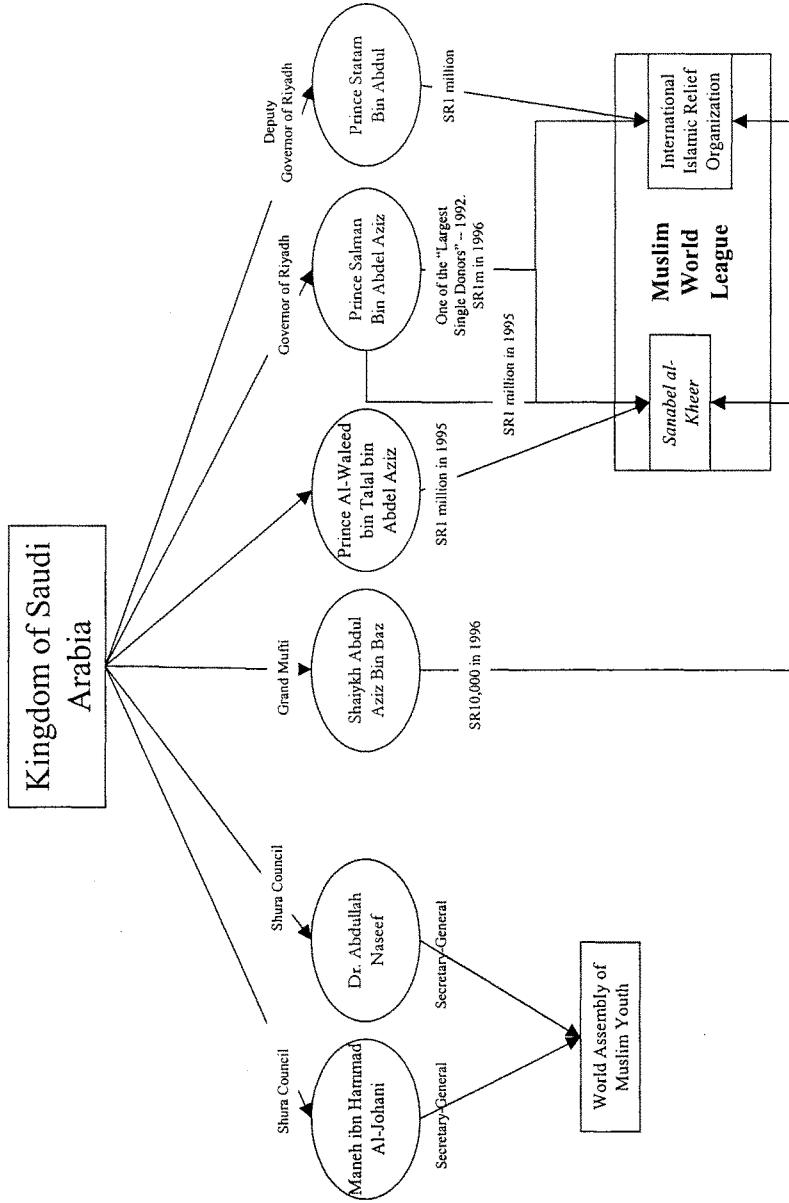 Kingdom of Saudi
Arabia
Shura Council
Shura Council
Grand Mufti
Governor of Riyadh
Deputy
Governor of Riyadh
Maneh ibn Hammad
Al-Johani
Dr. Abdullah
Naseef
Shaiykh Abdul
Aziz Bin Baz
Prince Al-Waleed
bin Talal bin
Abdel Aziz
Prince Salman
Bin Abdel Aziz
Prince Statam
Bin Abdul
Secretary-General
Secretary-General
SR10,000 in 1996
SR1 million in 1995
One of the "Largest
Single Donors" – 1992.
SR1m in 1996
SR1 million
SR1 million in 1995
World Assembly of
Muslim Youth
Sanabel al-
Kheer
Muslim
World
League
International
Islamic Relief
Organization